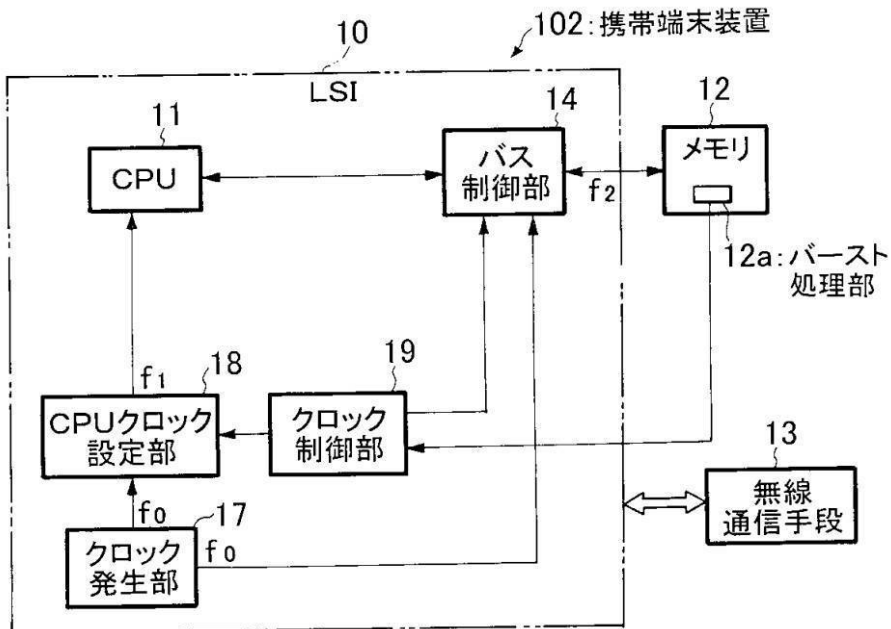 102:携帯端末装置
10
LSI
11
CPU
14
バス
制御部
f2
12
メモリ
12a:バースト
処理部
f1
18
CPUクロック
設定部
19
クロック
制御部
13
無線
通信手段
f0
17
クロック
発生部
f0